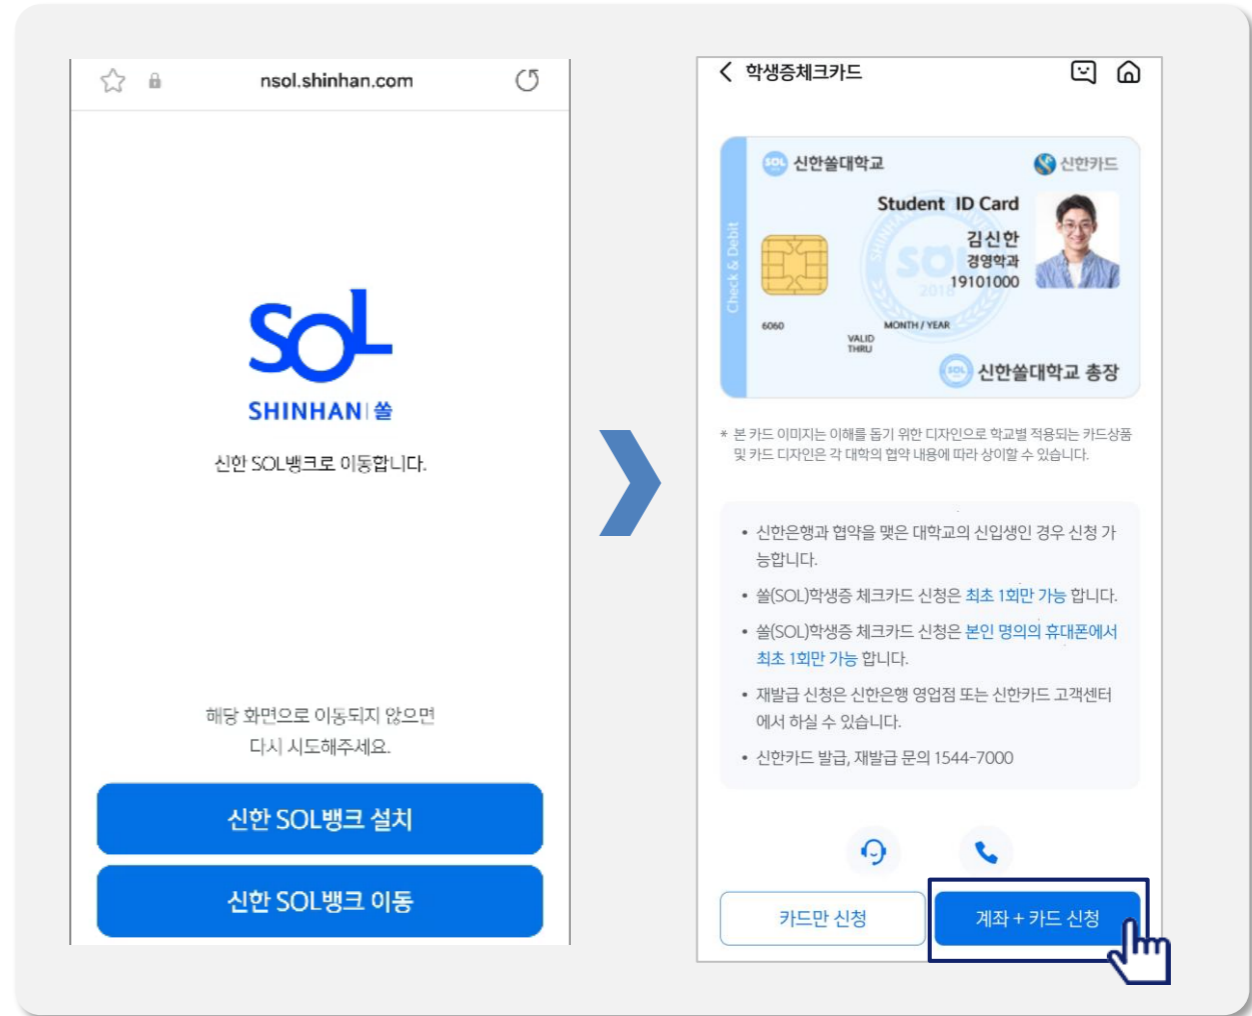 nsol.shinhan.com
SOL
SHINHAN 쏠
신한 SOL뱅크로 이동합니다.
해당 화면으로 이동되지 않으면
다시 시도해주세요.
신한 SOL뱅크 설치
신한 SOL뱅크 이동
학생증체크카드
Check & Debit
SOL 신한쏠대학교
신한카드
Student ID Card
김신한
경영학과
19101000
SOL
2018
6060
MONTH / YEAR
VALID
THRU
SOL 신한쏠대학교 총장
* 본 카드 이미지는 이해를 돕기 위한 디자인으로 학교별 적용되는 카드상품
및 카드 디자인은 각 대학의 협약 내용에 따라 상이할 수 있습니다.
• 신한은행과 협약을 맺은 대학교의 신입생인 경우 신청 가
능합니다.
• 쏠(SOL)학생증 체크카드 신청은 최초 1회만 가능 합니다.
• 쏠(SOL)학생증 체크카드 신청은 본인 명의의 휴대폰에서
최초 1회만 가능 합니다.
• 재발급 신청은 신한은행 영업점 또는 신한카드 고객센터
에서 하실 수 있습니다.
• 신한카드 발급, 재발급 문의 1544-7000
카드만 신청
계좌 + 카드 신청